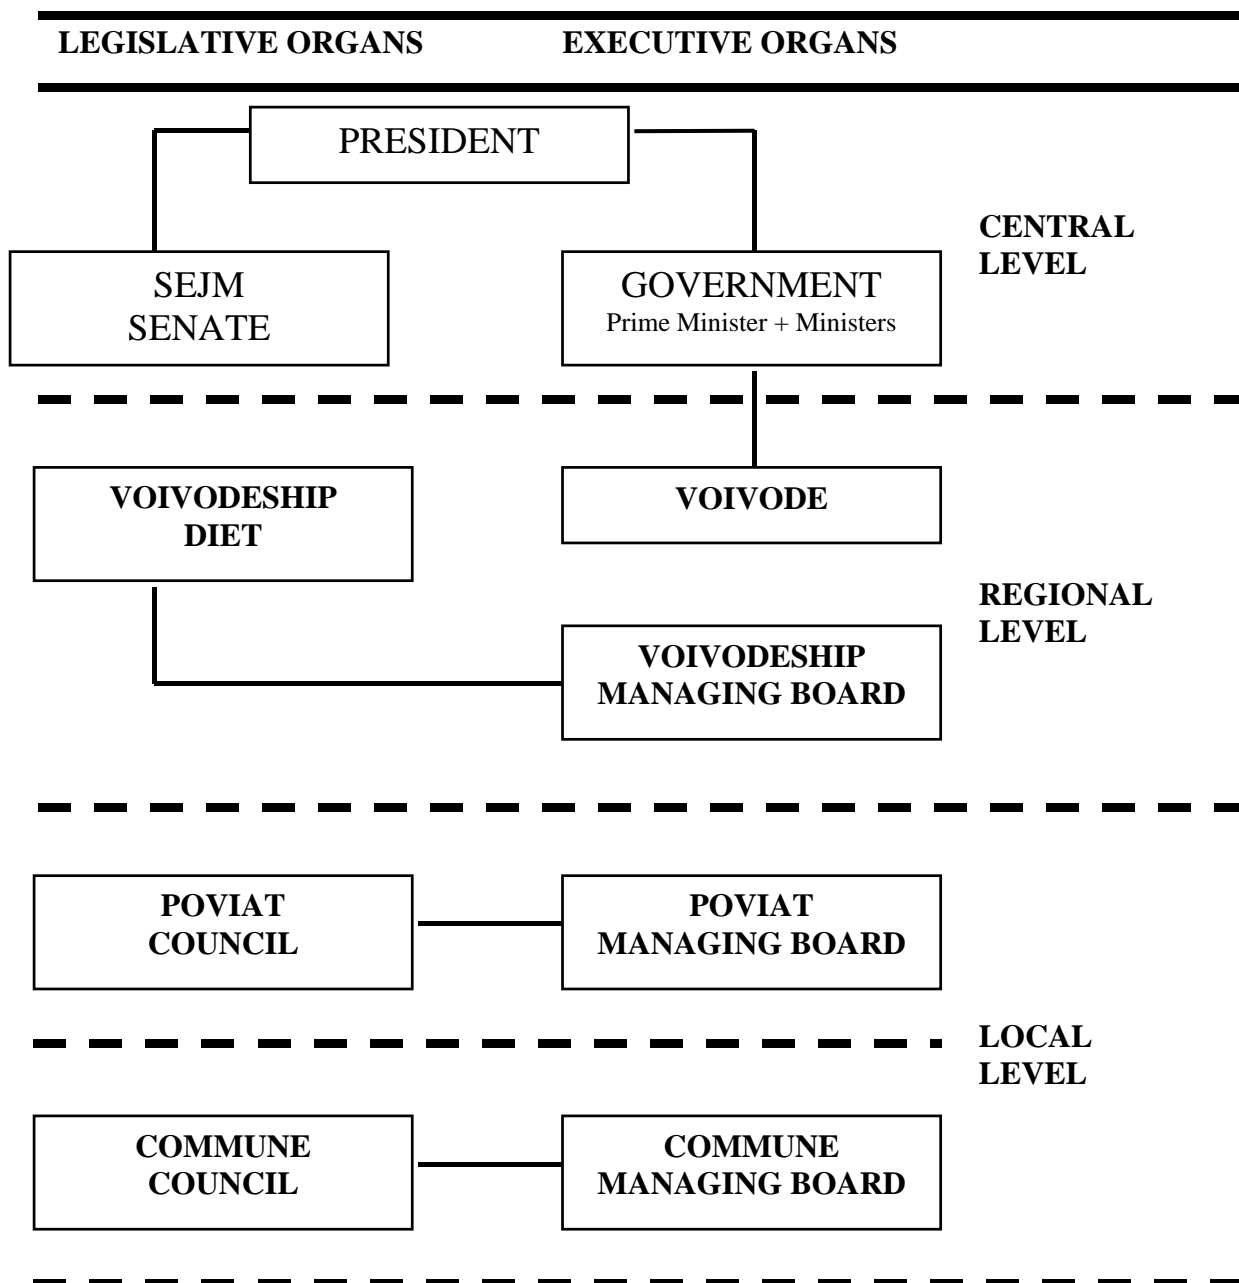 LEGISLATIVE ORGANS
EXECUTIVE ORGANS
PRESIDENT
CENTRAL
LEVEL
SEJM
SENATE
GOVERNMENT
Prime Minister + Ministers
VOIVODESHIP
DIET
VOIVODE
REGIONAL
LEVEL
VOIVODESHIP
MANAGING BOARD
POVIAT
COUNCIL
POVIAT
MANAGING BOARD
LOCAL
LEVEL
COMMUNE
COUNCIL
COMMUNE
MANAGING BOARD